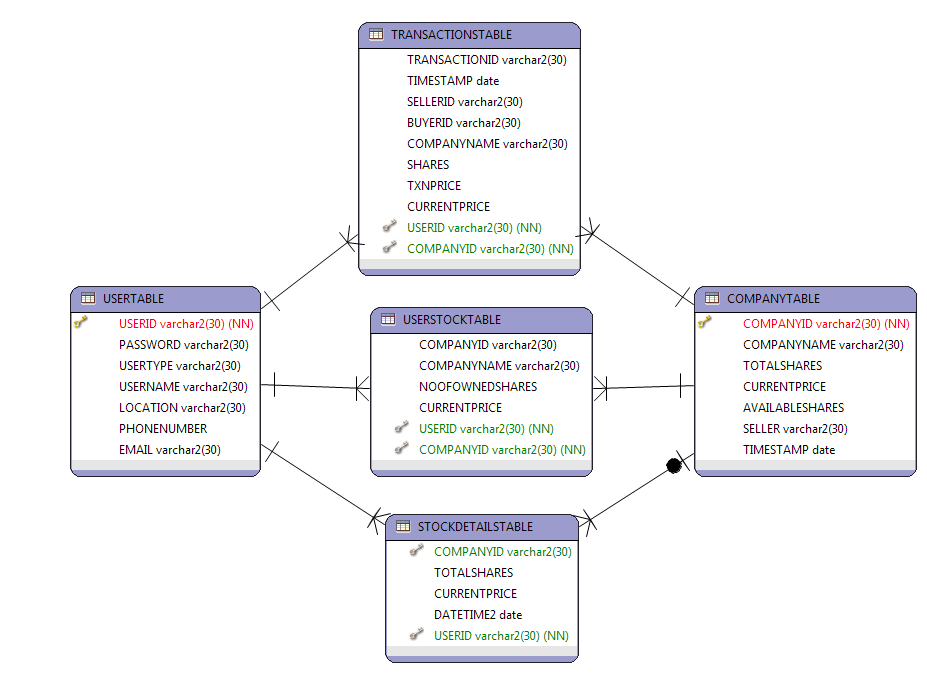 TRANSACTIONSTABLE
TRANSACTIONID varchar2(30)
TIMESTAMP date
SELLERID varchar2(30)
BUYERID varchar2(30)
COMPANYNAME varchar2(30)
SHARES
TXNPRICE
CURRENTPRICE
USERID varchar2(30) (NN)
COMPANYID varchar2(30) (NN)
USERTABLE
USERID varchar2(30) (NN)
PASSWORD varchar2(30)
USERTYPE varchar2(30)
USERNAME varchar2(30)
LOCATION varchar2(30)
PHONENUMBER
EMAIL varchar2(30)
USERSTOCKTABLE
COMPANYID varchar2(30)
COMPANYNAME varchar2(30)
NOOFOWNEDSHARES
CURRENTPRICE
USERID varchar2(30) (NN)
COMPANYID varchar2(30) (NN)
COMPANYTABLE
COMPANYID varchar2(30) (NN)
COMPANYNAME varchar2(30)
TOTALSHARES
CURRENTPRICE
AVAILABLESHARES
SELLER varchar2(30)
TIMESTAMP date
STOCKDETAILSTABLE
COMPANYID varchar2(30)
TOTALSHARES
CURRENTPRICE
DATETIME2 date
USERID varchar2(30) (NN)